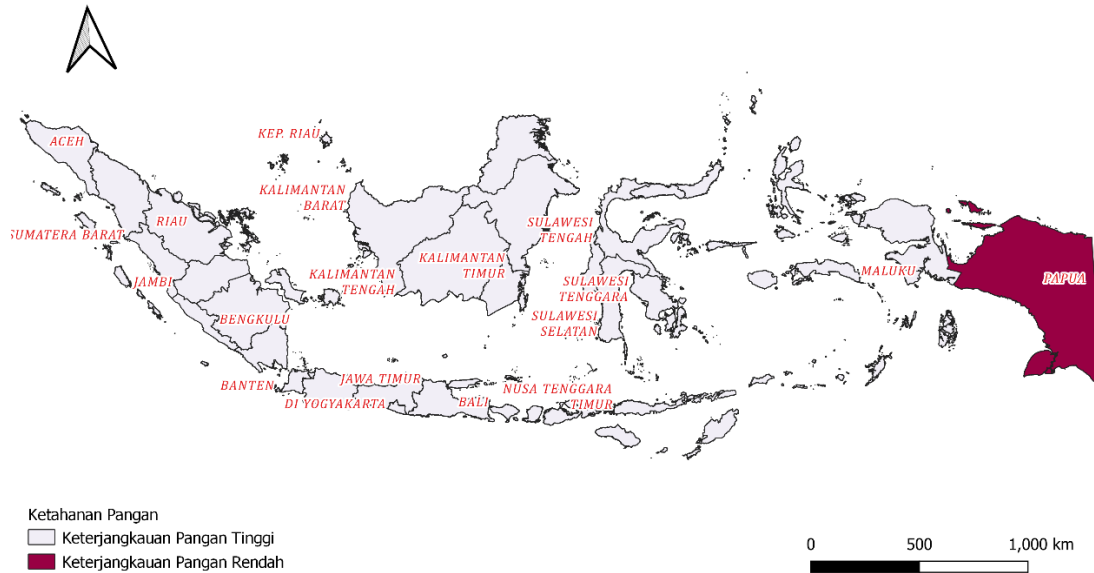 ACEH
KEP. RIAU
KALIMANTAN
BARAT
RIAU
SUMATERA BARAT
SULAWESI
TENGAH
KALIMANTAN
TIMUR
KALIMANTAN
TENGAH
JAMBI
SULAWESI
TENGGARA
MALUKU
PAPUA
BENGKULU
SULAWESI
SELATAN
BANTEN
JAWA TIMUR
DI YOGYAKARTA
BALI
NUSA TENGGARA
TIMUR
Ketahanan Pangan
Keterjangkauan Pangan Tinggi
Keterjangkauan Pangan Rendah
0 500 1,000 km